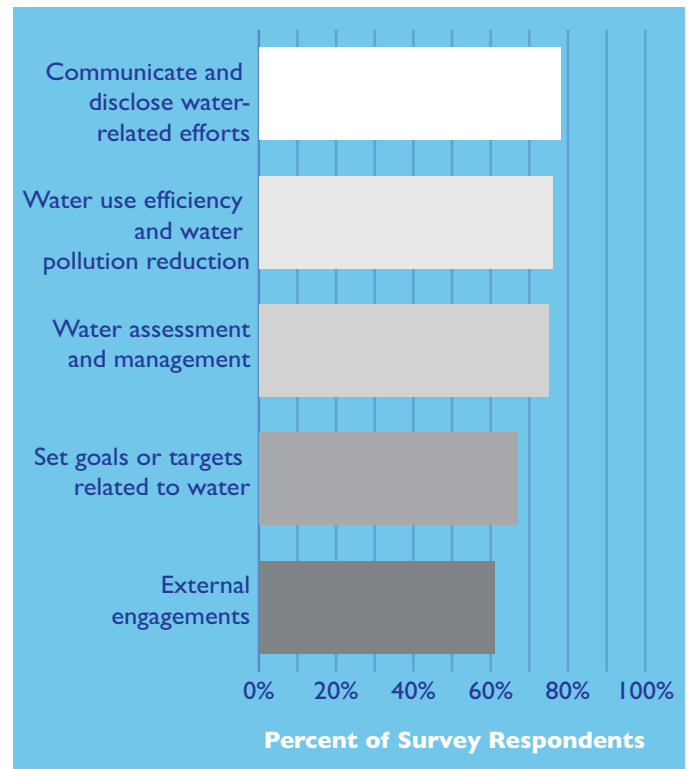 Communicate and
disclose water-
related efforts
Water use efficiency
and water
pollution reduction
Water assessment
and management
Set goals or targets
related to water
External
engagements
0% 20% 40% 60% 80% 100%
Percent of Survey Respondents